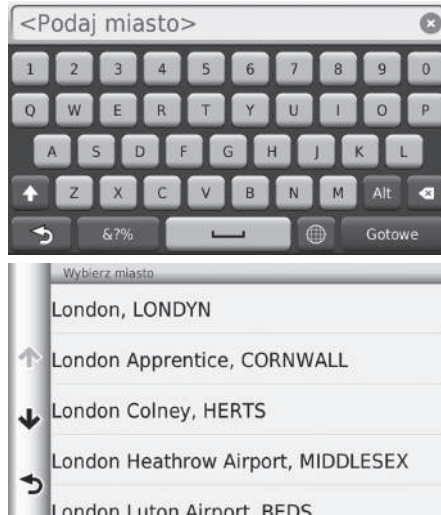 <Podaj miasto>
1 2 3 4 5 6 7 8 9 0
Q W E R T Y U I O P
A S D F G H J K L
Z X C V B N M Alt
&?% Gotowe
Wybierz miasto
London, LONDYN
London Apprentice, CORNWALL
London Colney, HERTS
London Heathrow Airport, MIDDLESEX
London Luton Airport, BEDS